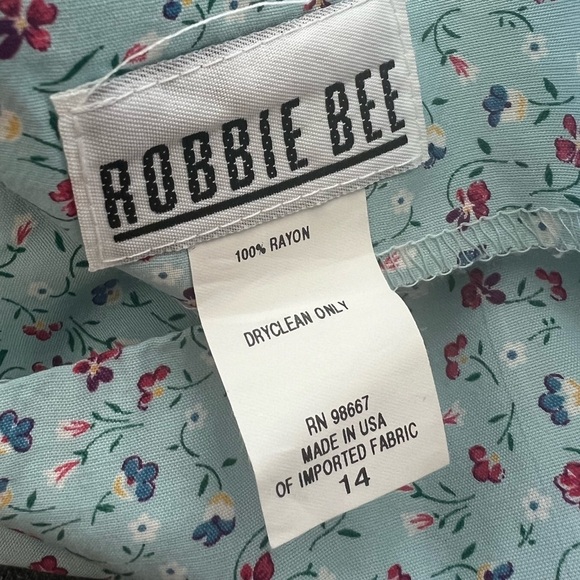 ROBBIE BEE
100% RAYON
DRYCLEAN ONLY
RN 98667
MADE IN USA
OF IMPORTED FABRIC
14